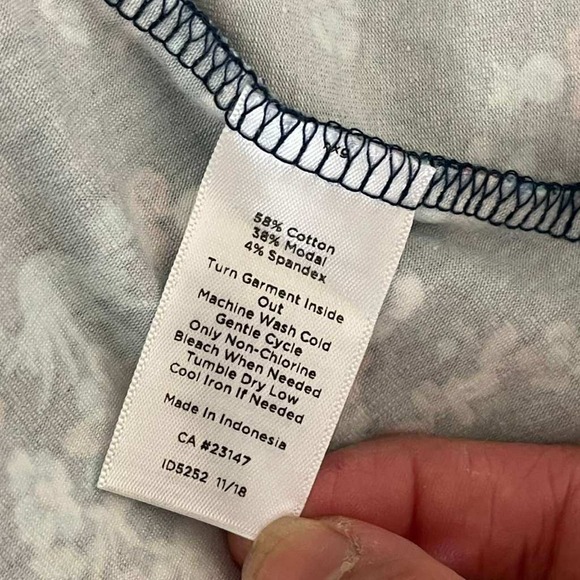 58% Cotton
38% Modal
4% Spandex
Turn Garment Inside
Out
Machine Wash Cold
Gentle Cycle
Only Non-Chlorine
Bleach When Needed
Tumble Dry Low
Cool Iron If Needed
Made In Indonesia
CA #23147
ID5252 11/18